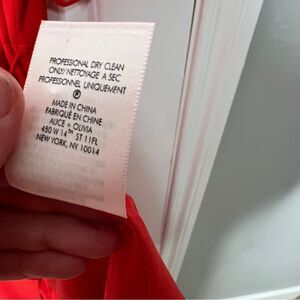 PROFESSIONAL DRY CLEAN
ONLY/NETTOYAGE A SEC
PROFESSIONNEL UNIQUEMENT
Ⓟ
MADE IN CHINA
FABRIQUÉ EN CHINE
ALICE + OLIVIA
450 W 14TH ST 11FL
NEW YORK, NY 10014